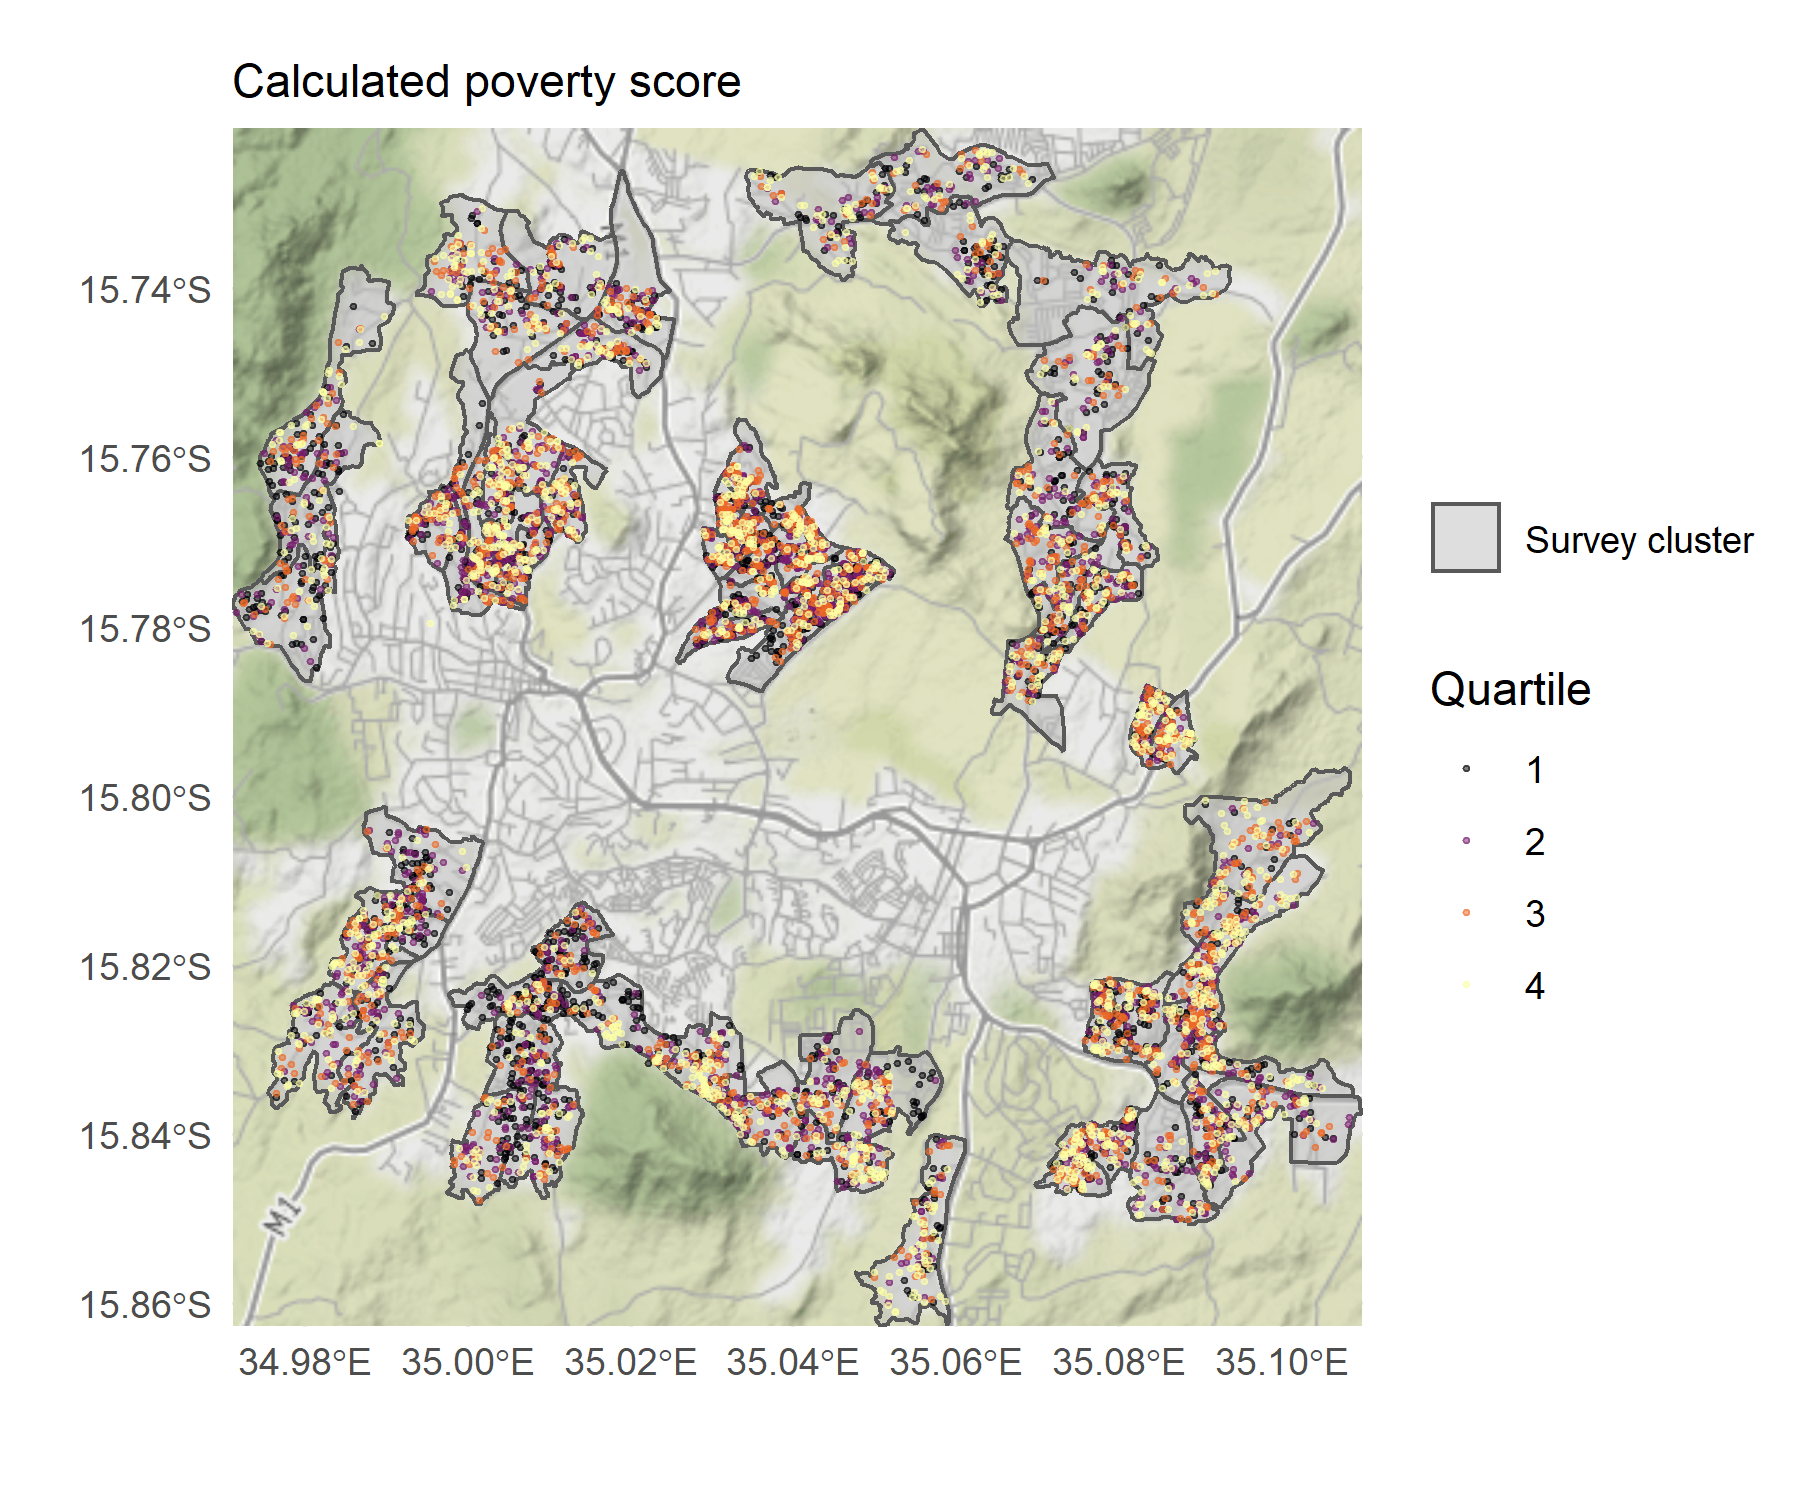 Calculated poverty score
15.74°S
15.76°S
15.78°S
15.80°S
15.82°S
15.84°S
15.86°S
M1
34.98°E 35.00°E 35.02°E 35.04°E 35.06°E 35.08°E 35.10°E
Survey cluster
Quartile
1
2
3
4